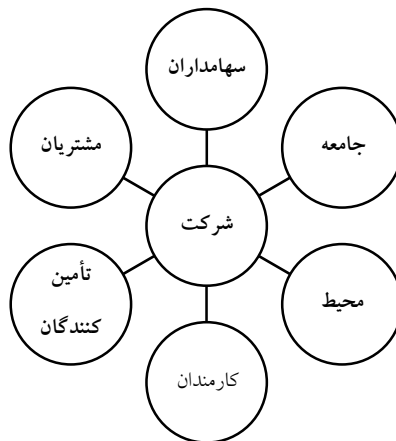 سهامداران
جامعه
مشتریان
شرکت
محیط
تأمین
کنندگان
کارمندان